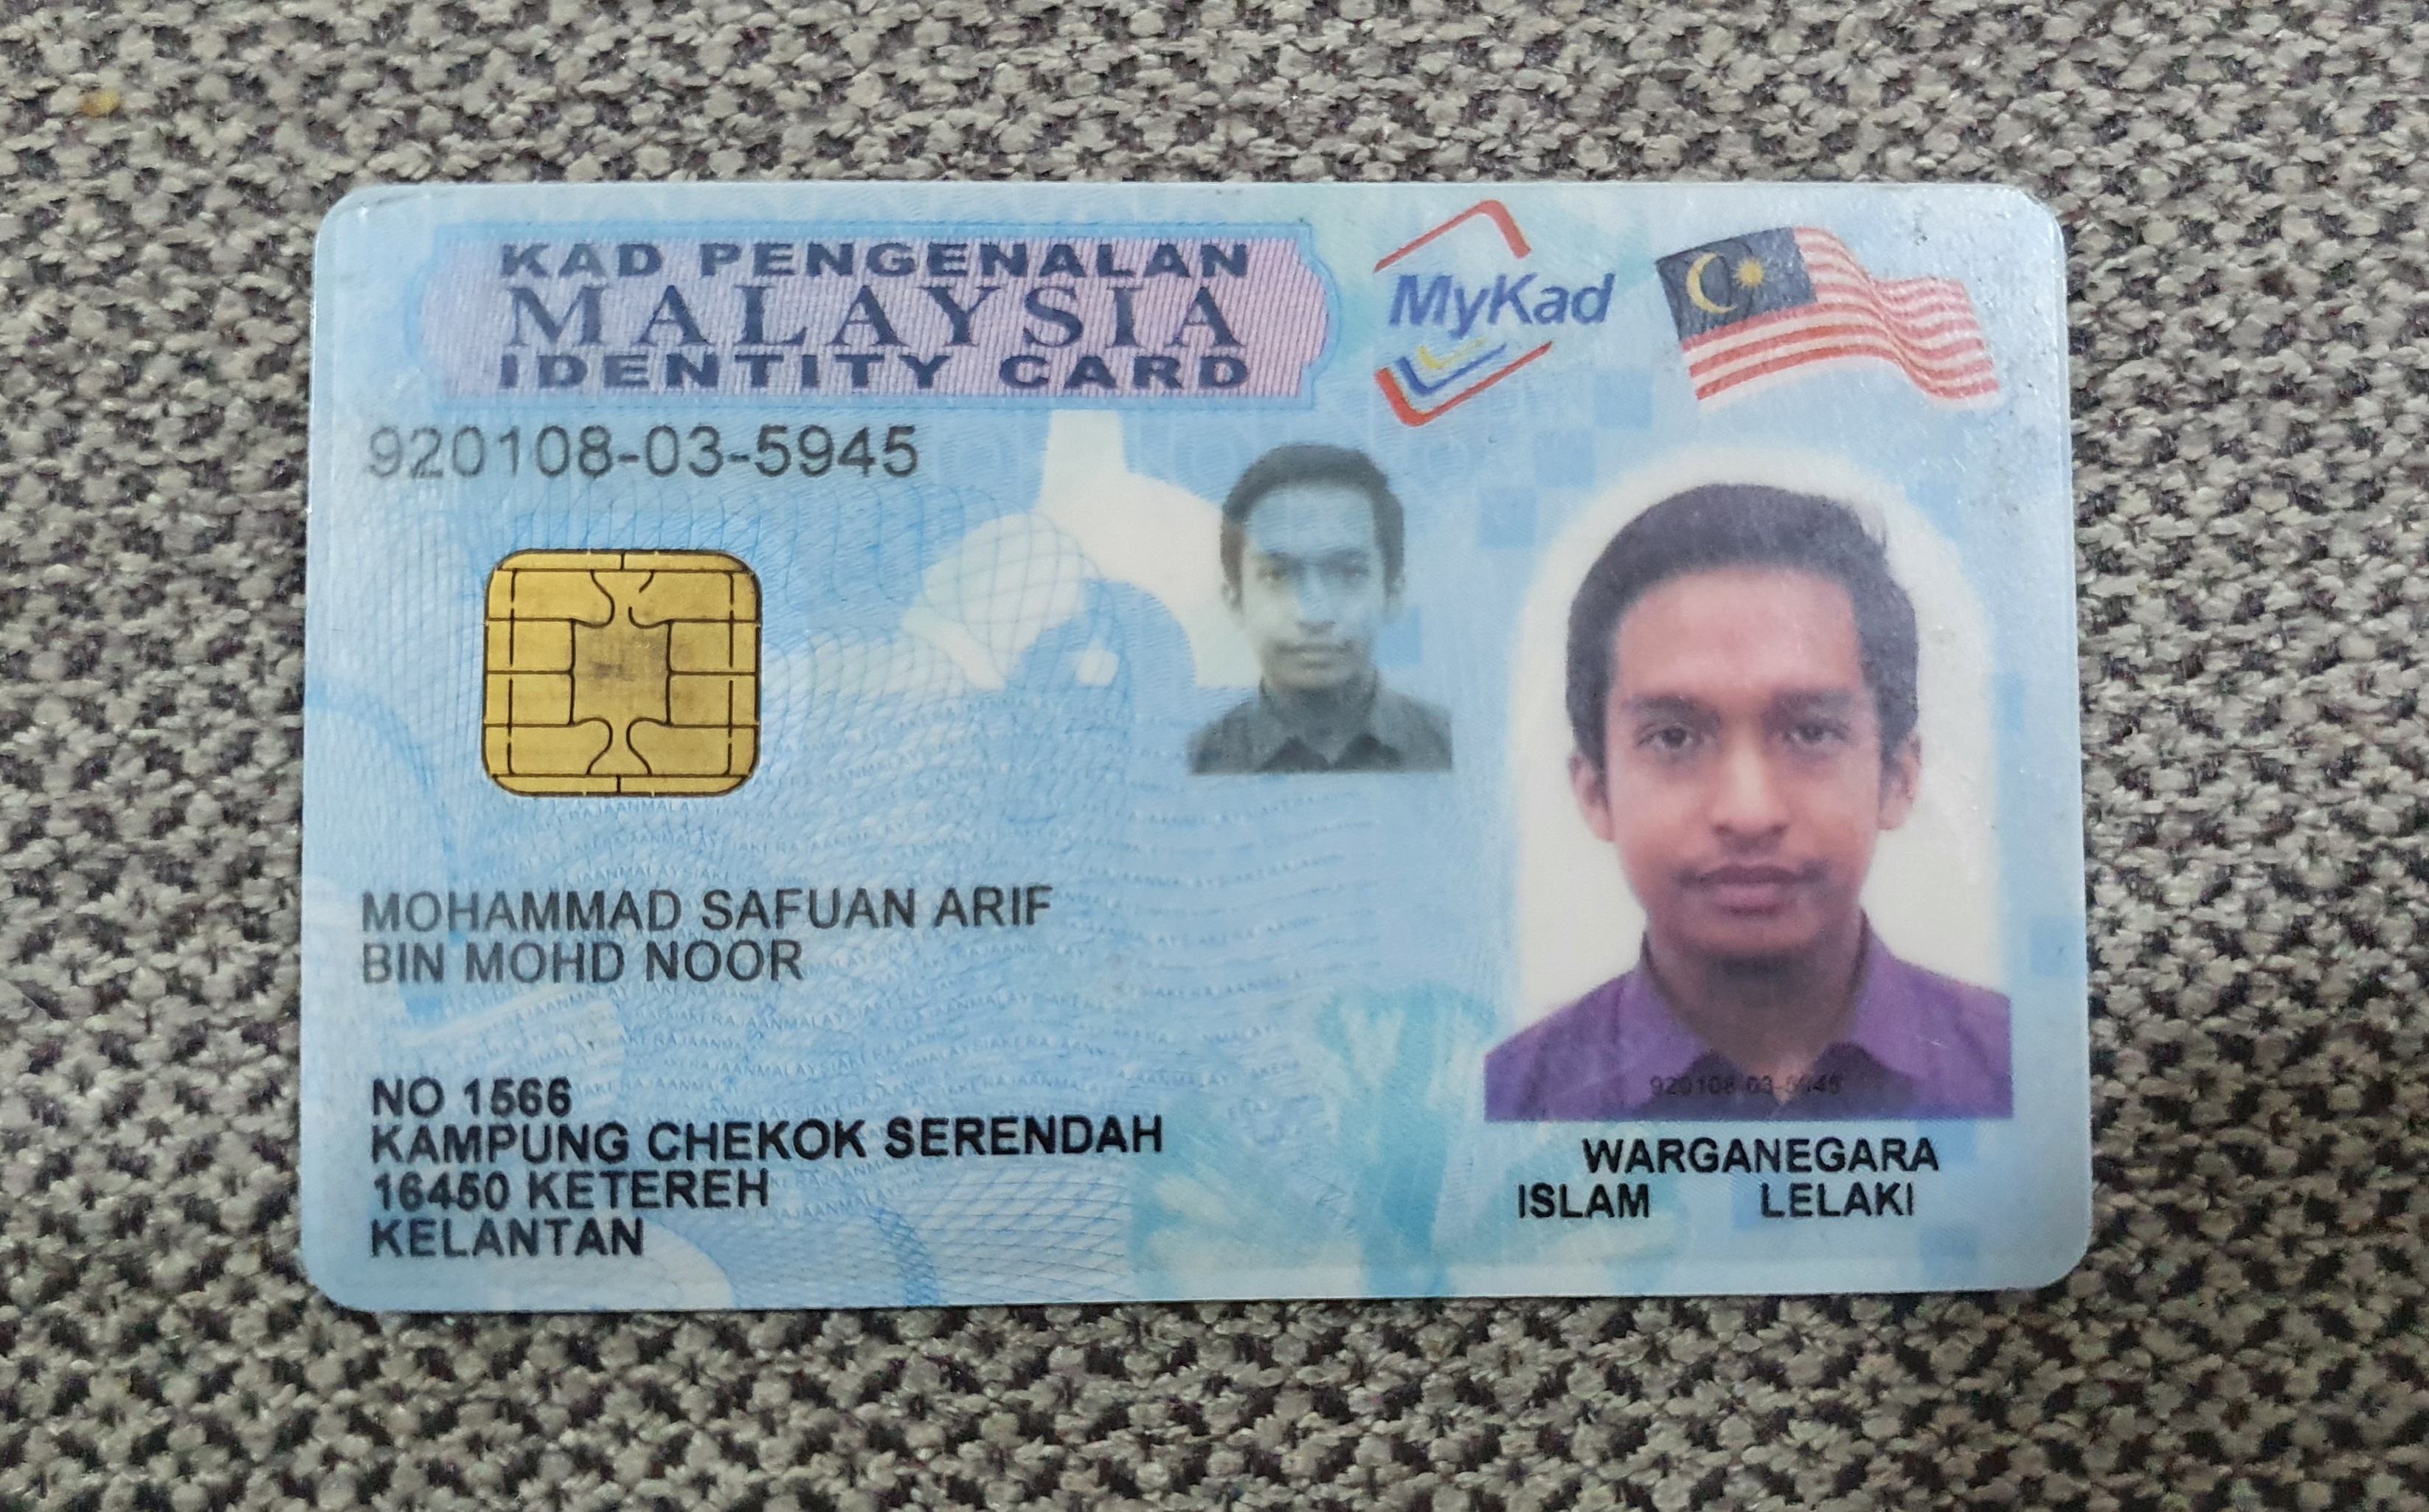 KAD PENGENALAN
MALAYSIA
IDENTITY CARD
MyKad
920108-03-5945
MOHAMMAD SAFUAN ARIF
BIN MOHD NOOR
NO 1566
KAMPUNG CHEKOK SERENDAH
16450 KETEREH
KELANTAN
920108-03-5945
WARGANEGARA
ISLAM LELAKI